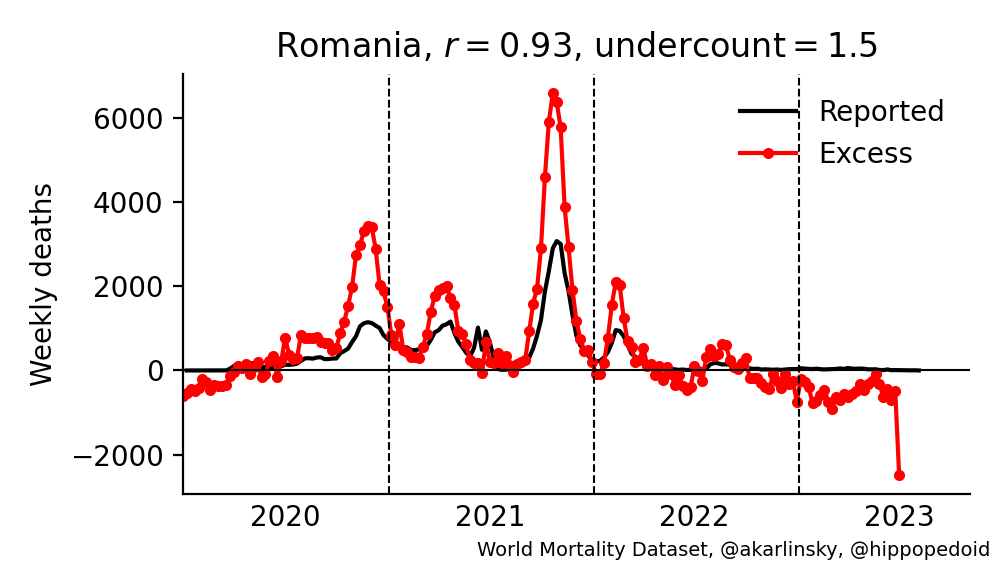 Romania, r = 0.93, undercount = 1.5
Reported
Excess
Weekly deaths
6000
4000
2000
0
−2000
2020
2021
2022
2023
World Mortality Dataset, @akarlinsky, @hippopedoid